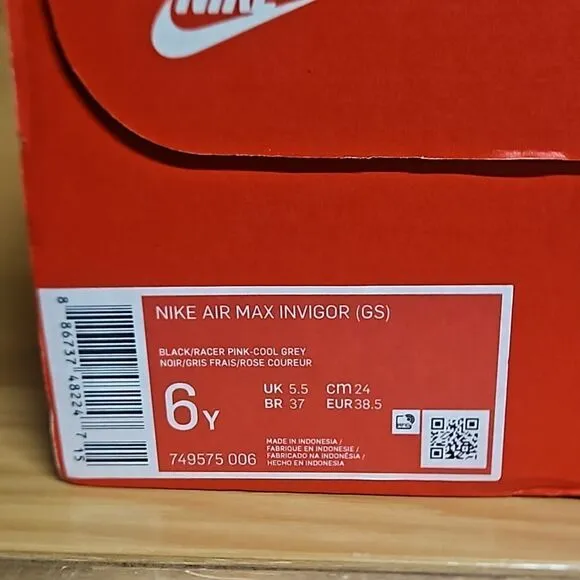 NIKE
NIKE AIR MAX INVIGOR (GS)
BLACK/RACER PINK-COOL GREY
NOIR/GRIS FRAIS/ROSE COUREUR
6Y
UK 5.5 cm 24
BR 37 EUR 38.5
749575 006
MADE IN INDONESIA /
FABRIQUE EN INDONESIE /
FABRICADO NA INDONÉSIA /
HECHO EN INDONESIA
8 86737 48224 7 15